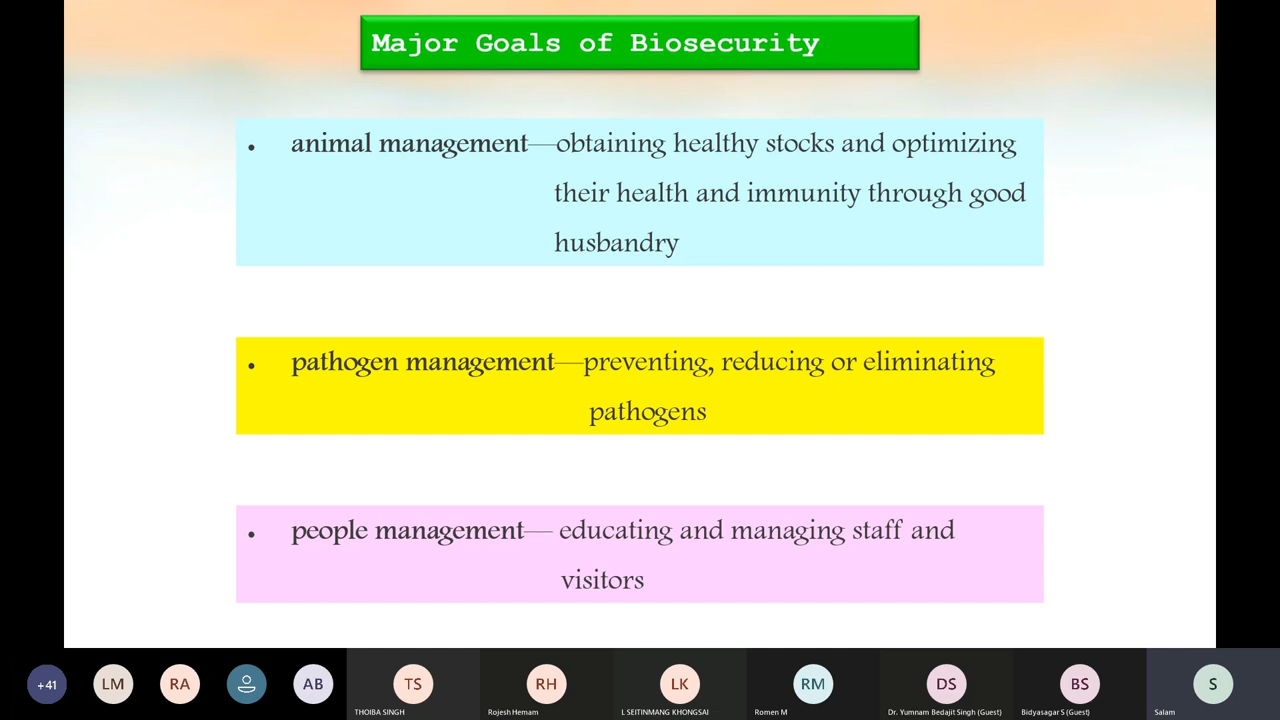 Major Goals of Biosecurity
• animal management—obtaining healthy stocks and optimizing
their health and immunity through good
husbandry
• pathogen management—preventing, reducing or eliminating
pathogens
• people management— educating and managing staff and
visitors
+41 LM RA AB TS RH LK RM DS BS S
THOIBA SINGH Rojesh Hemam L SEITINMANG KHONGSAI Romen M Dr. Yumnam Bedajit Singh (Guest) Bidyasagar S (Guest) Salam